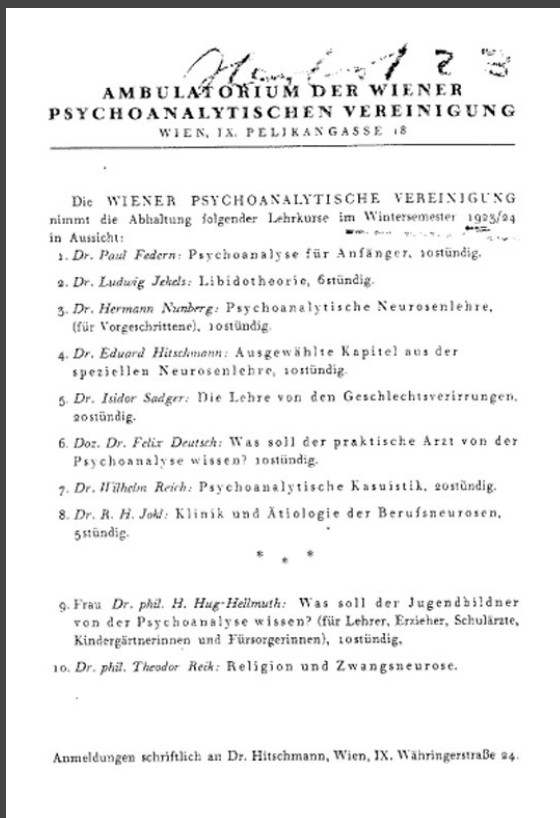 Herbst 23
AMBULATORIUM DER WIENER
PSYCHOANALYTISCHEN VEREINIGUNG
WIEN, IX. PELIKANGASSE 18
Die WIENER PSYCHOANALYTISCHE VEREINIGUNG
nimmt die Abhaltung folgender Lehrkurse im Wintersemester 1923/24
in Aussicht:
1. Dr. Paul Federn: Psychoanalyse für Anfänger, 10stündig.
2. Dr. Ludwig Jekels: Libidotheorie, 6stündig.
3. Dr. Hermann Nunberg: Psychoanalytische Neurosenlehre,
(für Vorgeschrittene), 10stündig.
4. Dr. Eduard Hitschmann: Ausgewählte Kapitel aus der
speziellen Neurosenlehre, 10stündig.
5. Dr. Isidor Sadger: Die Lehre von den Geschlechtsverirrungen,
20stündig.
6. Doz. Dr. Felix Deutsch: Was soll der praktische Arzt von der
Psychoanalyse wissen? 10stündig.
7. Dr. Wilhelm Reich: Psychoanalytische Kasuistik, 20stündig.
8. Dr. R. H. Jokl: Klinik und Ätiologie der Berufsneurosen,
5stündig.
* * *
9. Frau Dr. phil. H. Hug-Hellmuth: Was soll der Jugendbildner
von der Psychoanalyse wissen? (für Lehrer, Erzieher, Schulärzte,
Kindergärtnerinnen und Fürsorgerinnen), 10stündig,
10. Dr. phil. Theodor Reik: Religion und Zwangsneurose.
Anmeldungen schriftlich an Dr. Hitschmann, Wien, IX. Währingerstraße 24.